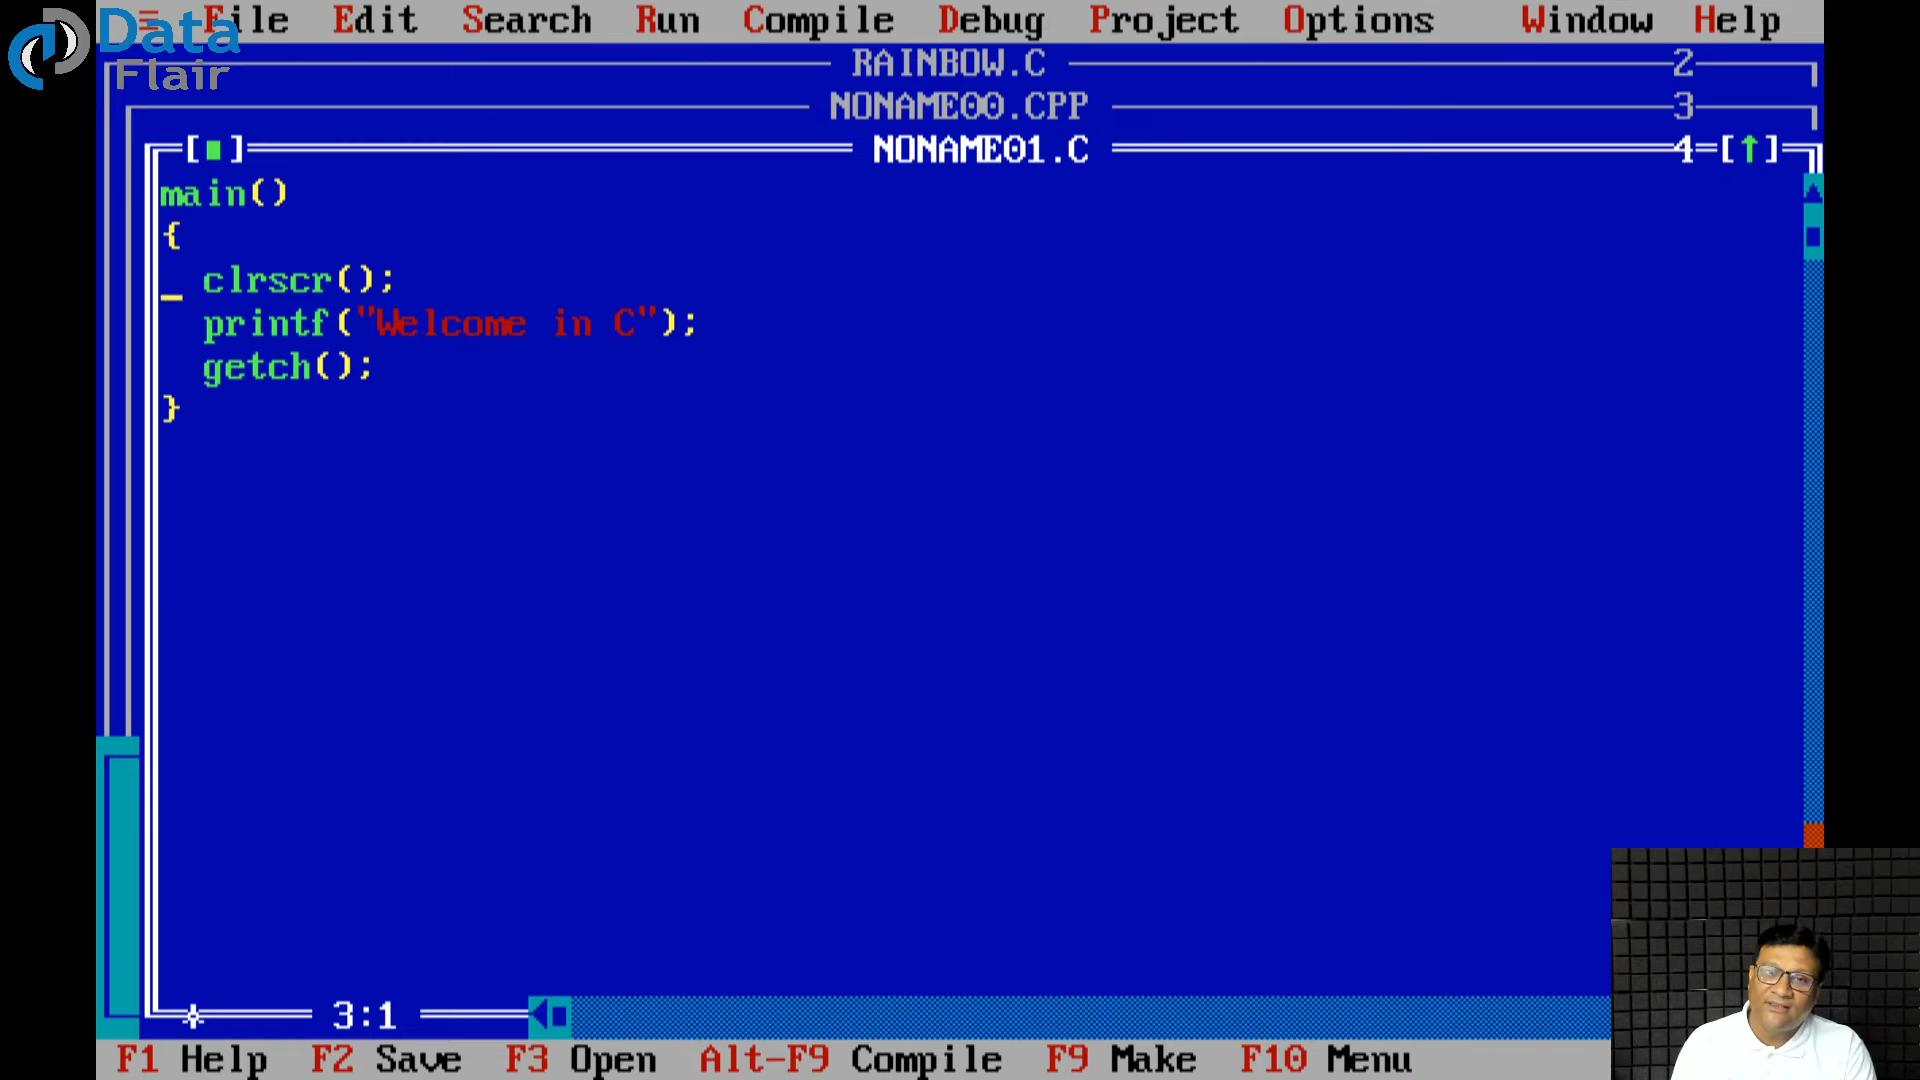 Data Flair
≡ File Edit Search Run Compile Debug Project Options Window Help
RAINBOW.C 2
NONAME00.CPP 3
[■] NONAME01.C 4=[↑]
main()
{
clrscr();
printf("Welcome in C");
getch();
}
* 3:1
F1 Help F2 Save F3 Open Alt-F9 Compile F9 Make F10 Menu